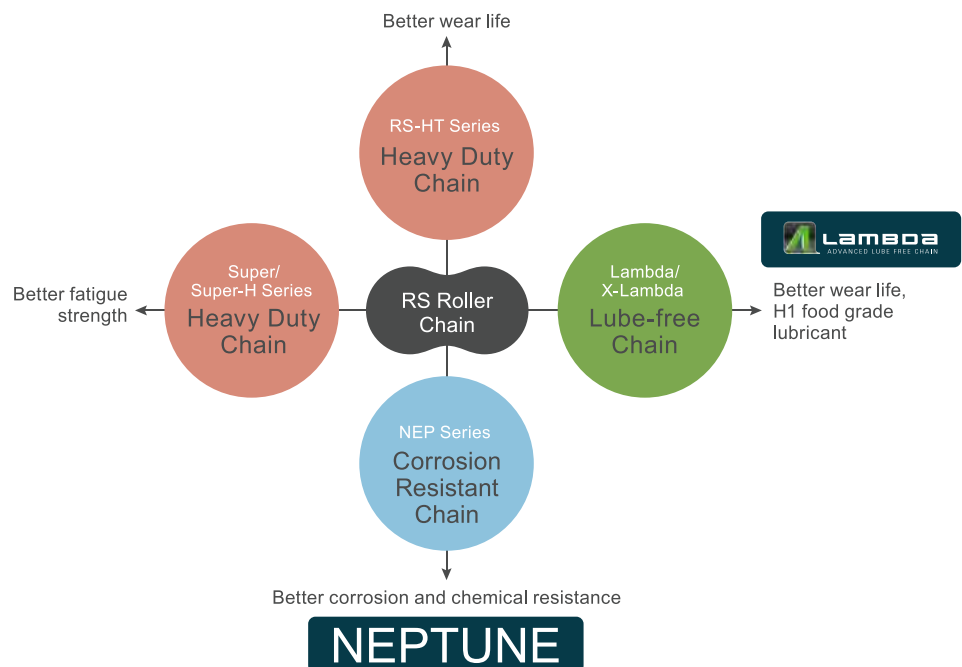 Better wear life
RS-HT Series
Heavy Duty
Chain
Super/
Super-H Series
Heavy Duty
Chain
Better fatigue
strength
RS Roller
Chain
Lambda/
X-Lambda
Lube-free
Chain
LAMBDA
ADVANCED LUBE FREE CHAIN
Better wear life,
H1 food grade
lubricant
NEP Series
Corrosion
Resistant
Chain
Better corrosion and chemical resistance
NEPTUNE